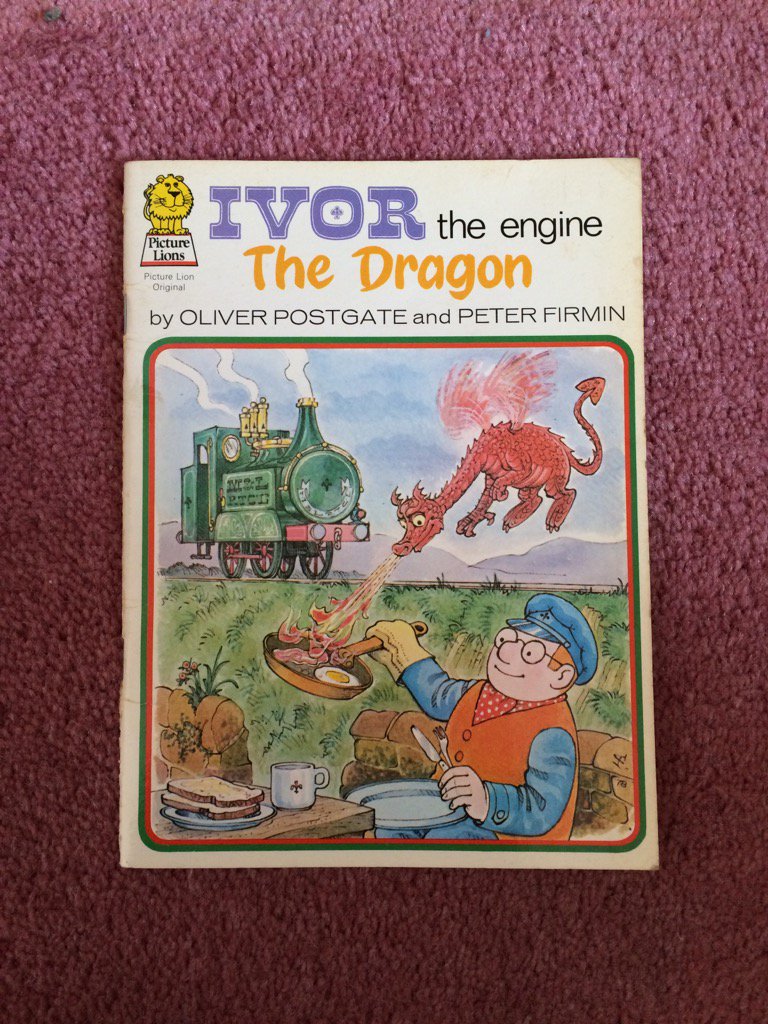 IVOR the engine
The Dragon
Picture
Lions
Picture Lion
Original
by OLIVER POSTGATE and PETER FIRMIN